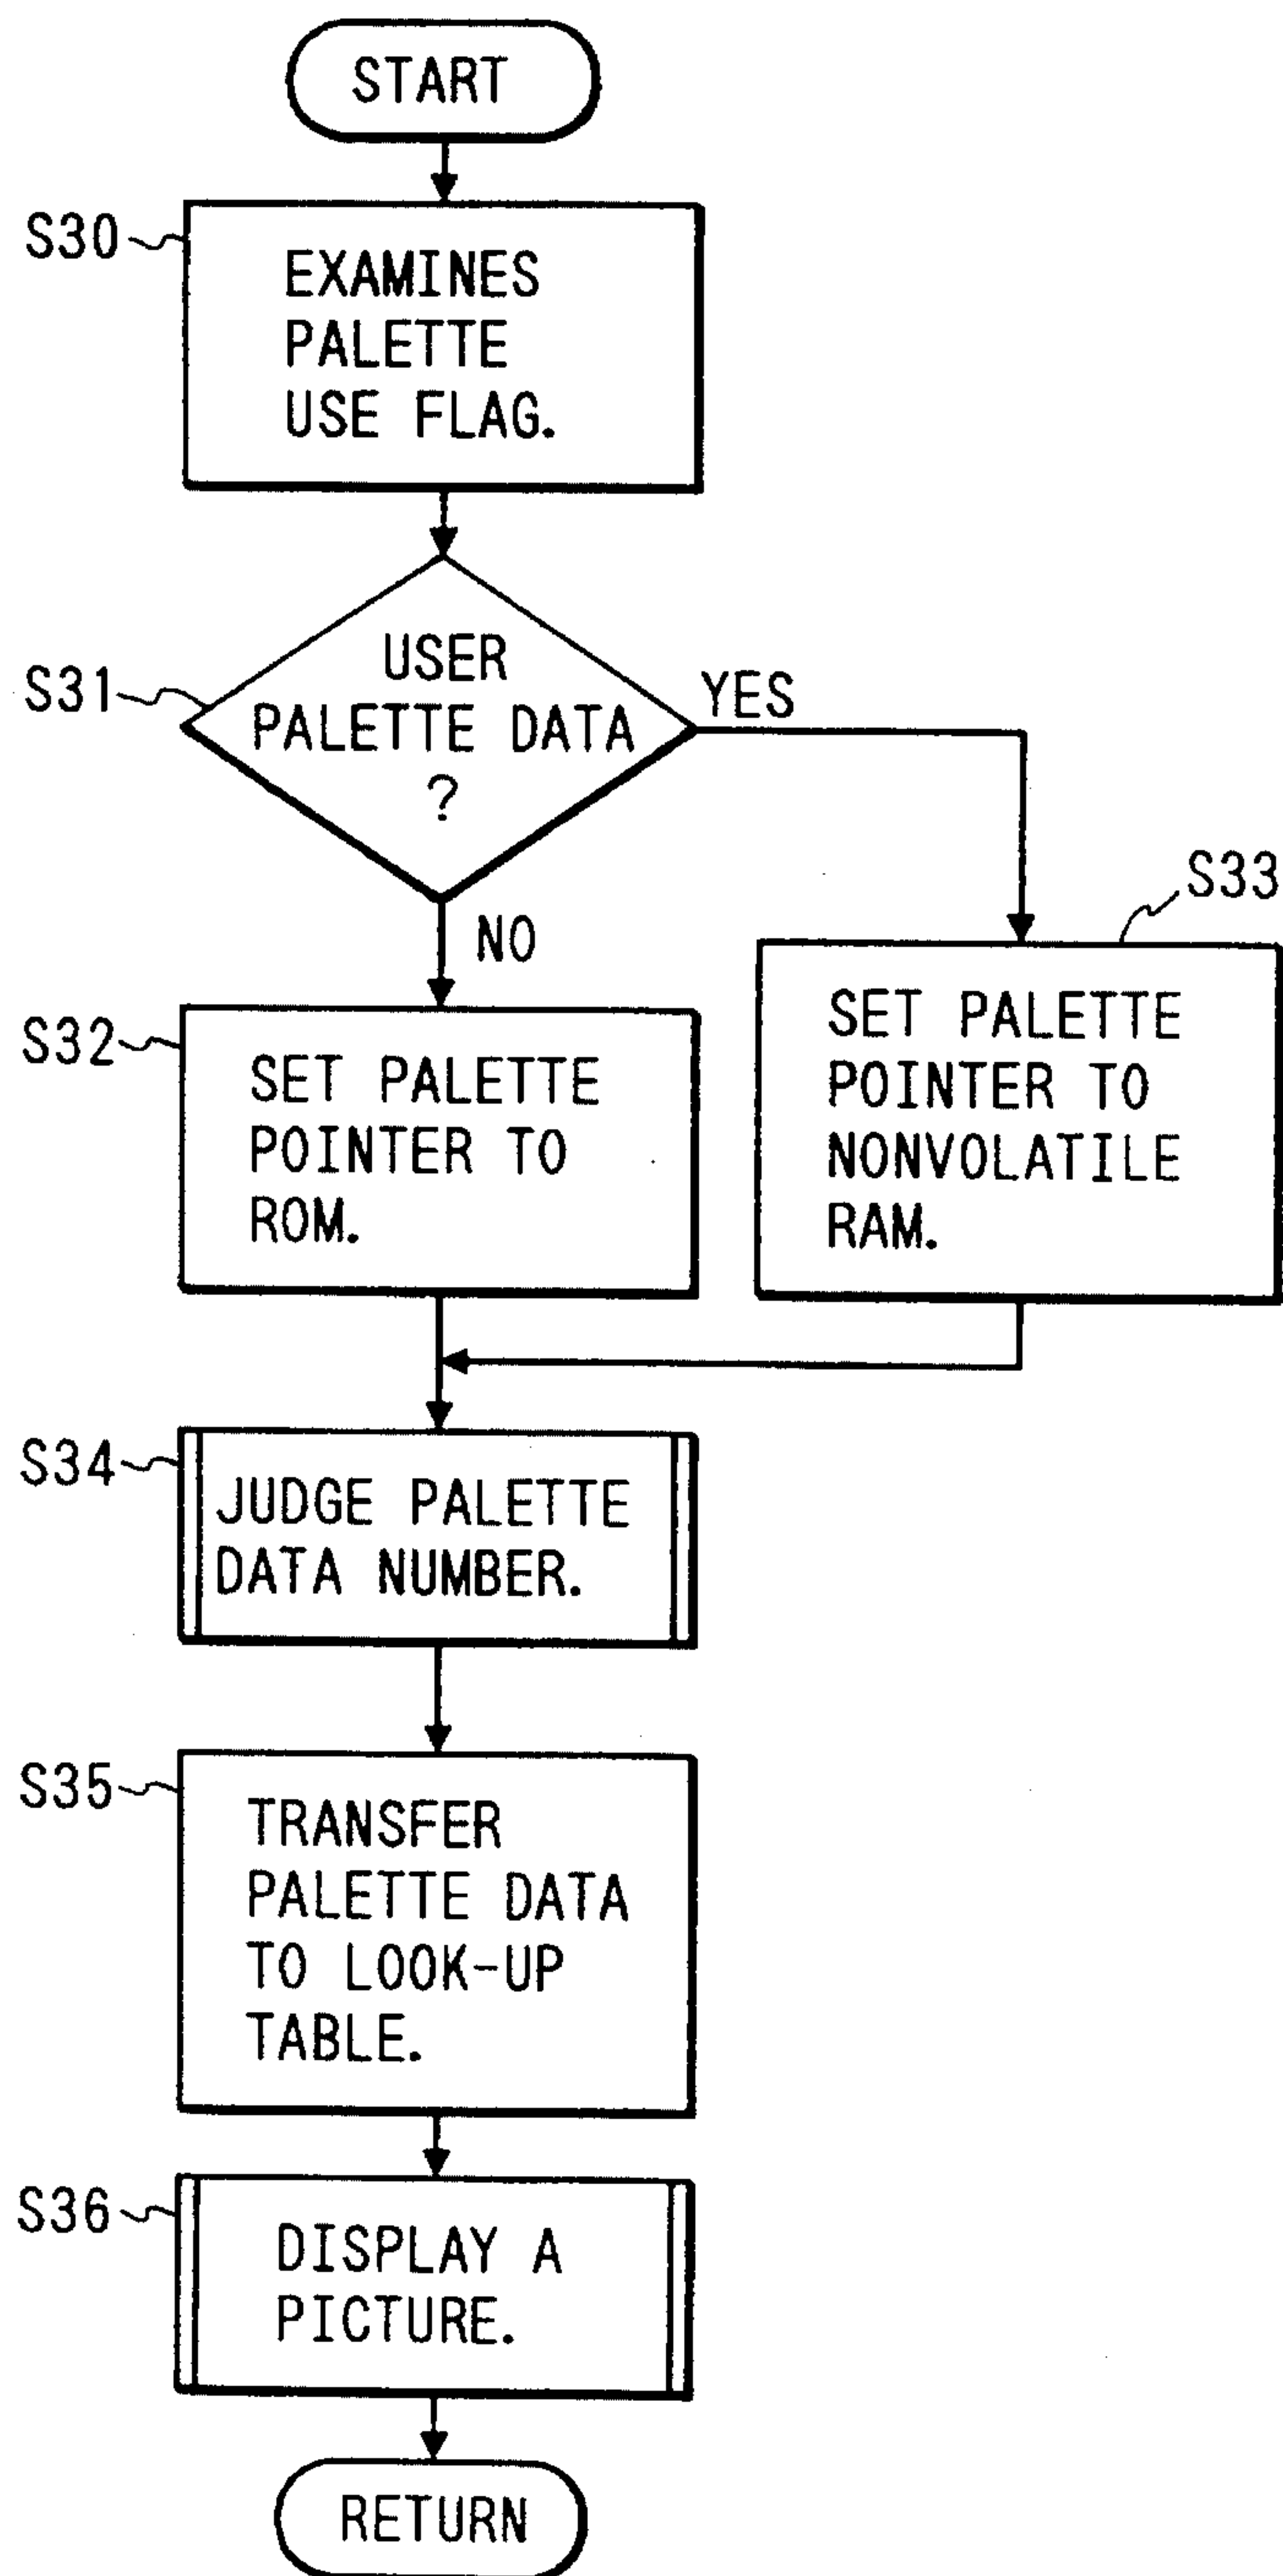 START
S30
EXAMINES
PALETTE
USE FLAG.
S31
USER
PALETTE DATA
?
YES
NO
S32
SET PALETTE
POINTER TO
ROM.
S33
SET PALETTE
POINTER TO
NONVOLATILE
RAM.
S34
JUDGE PALETTE
DATA NUMBER.
S35
TRANSFER
PALETTE DATA
TO LOOK-UP
TABLE.
S36
DISPLAY A
PICTURE.
RETURN